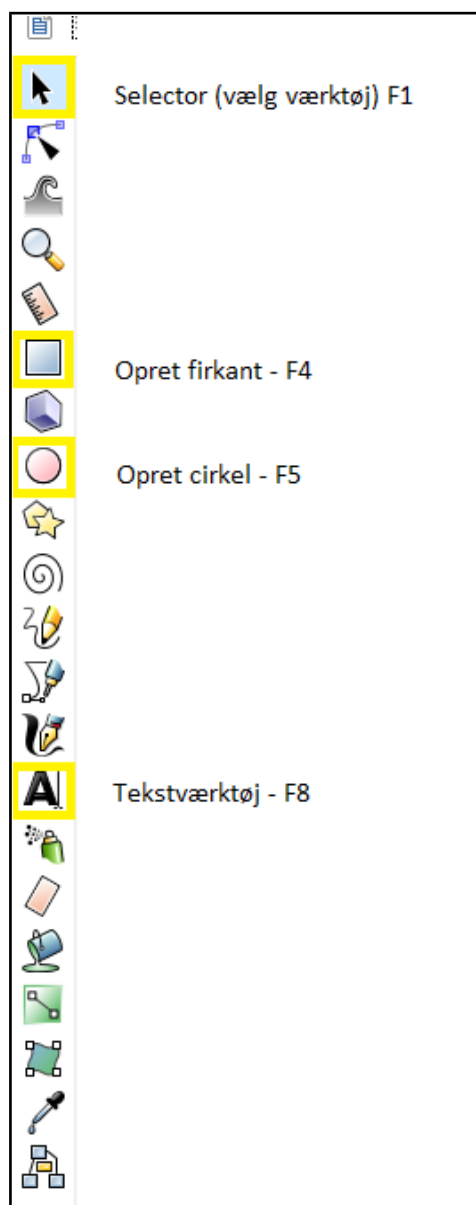 Selector (vælg værktøj) F1
Opret firkant - F4
Opret cirkel - F5
Tekstværktøj - F8